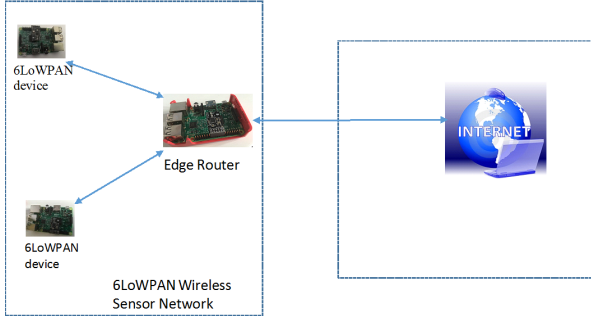 6LoWPAN
device
Edge Router
INTERNET
6LoWPAN
device
6LoWPAN Wireless
Sensor Network